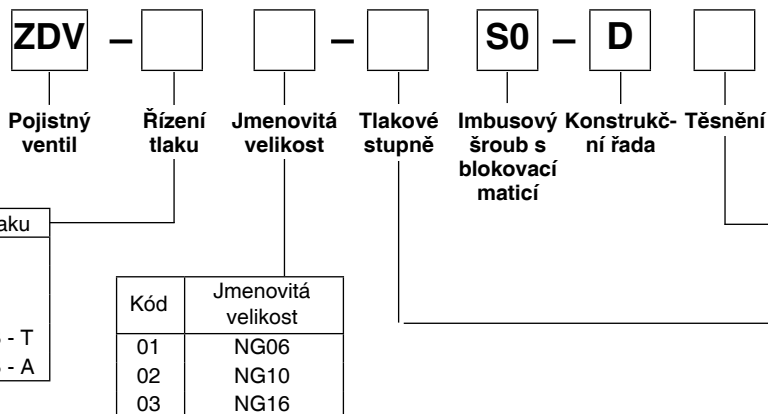 ZDV – – S0 – D
Pojistný ventil
Řízení tlaku
Jmenovitá velikost
Tlakové stupně
Imbusový šroub s blokovací maticí
Konstrukč-ní řada
Těsnění
aku
- T
- A
Kód Jmenovitá velikost
01 NG06
02 NG10
03 NG16